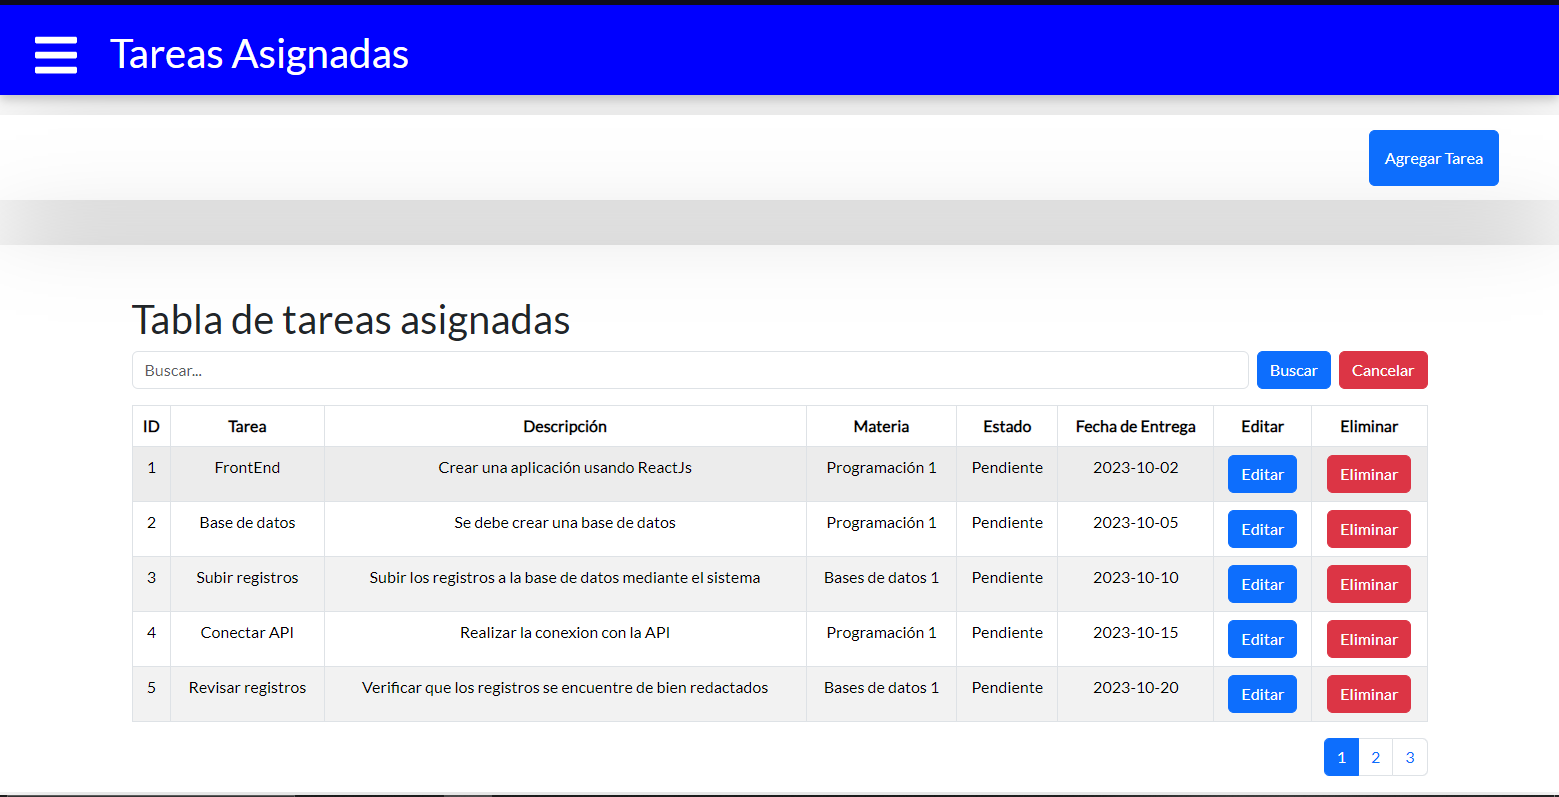 Tareas Asignadas
Agregar Tarea
Tabla de tareas asignadas
Buscar... Buscar Cancelar
ID Tarea Descripción Materia Estado Fecha de Entrega Editar Eliminar
1 FrontEnd Crear una aplicación usando ReactJs Programación 1 Pendiente 2023-10-02 Editar Eliminar
2 Base de datos Se debe crear una base de datos Programación 1 Pendiente 2023-10-05 Editar Eliminar
3 Subir registros Subir los registros a la base de datos mediante el sistema Bases de datos 1 Pendiente 2023-10-10 Editar Eliminar
4 Conectar API Realizar la conexion con la API Programación 1 Pendiente 2023-10-15 Editar Eliminar
5 Revisar registros Verificar que los registros se encuentre de bien redactados Bases de datos 1 Pendiente 2023-10-20 Editar Eliminar
1 2 3